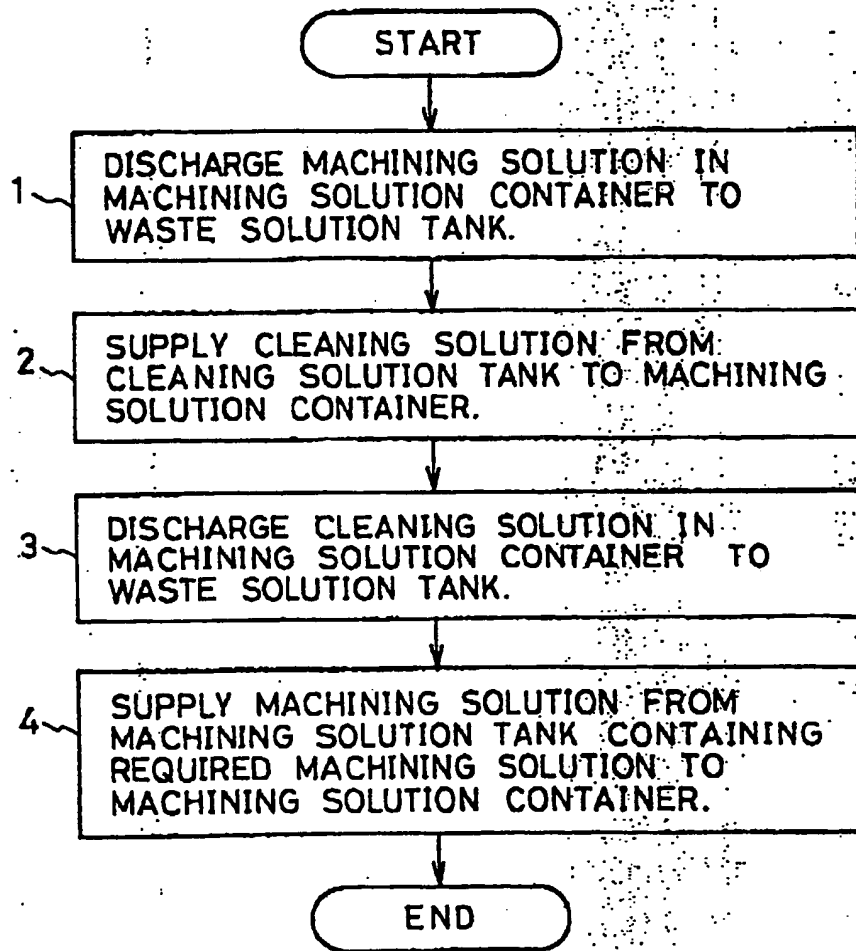 START
1
DISCHARGE MACHINING SOLUTION IN
MACHINING SOLUTION CONTAINER TO
WASTE SOLUTION TANK.
2
SUPPLY CLEANING SOLUTION FROM
CLEANING SOLUTION TANK TO MACHINING
SOLUTION CONTAINER.
3
DISCHARGE CLEANING SOLUTION IN
MACHINING SOLUTION CONTAINER TO
WASTE SOLUTION TANK.
4
SUPPLY MACHINING SOLUTION FROM
MACHINING SOLUTION TANK CONTAINING
REQUIRED MACHINING SOLUTION TO
MACHINING SOLUTION CONTAINER.
END